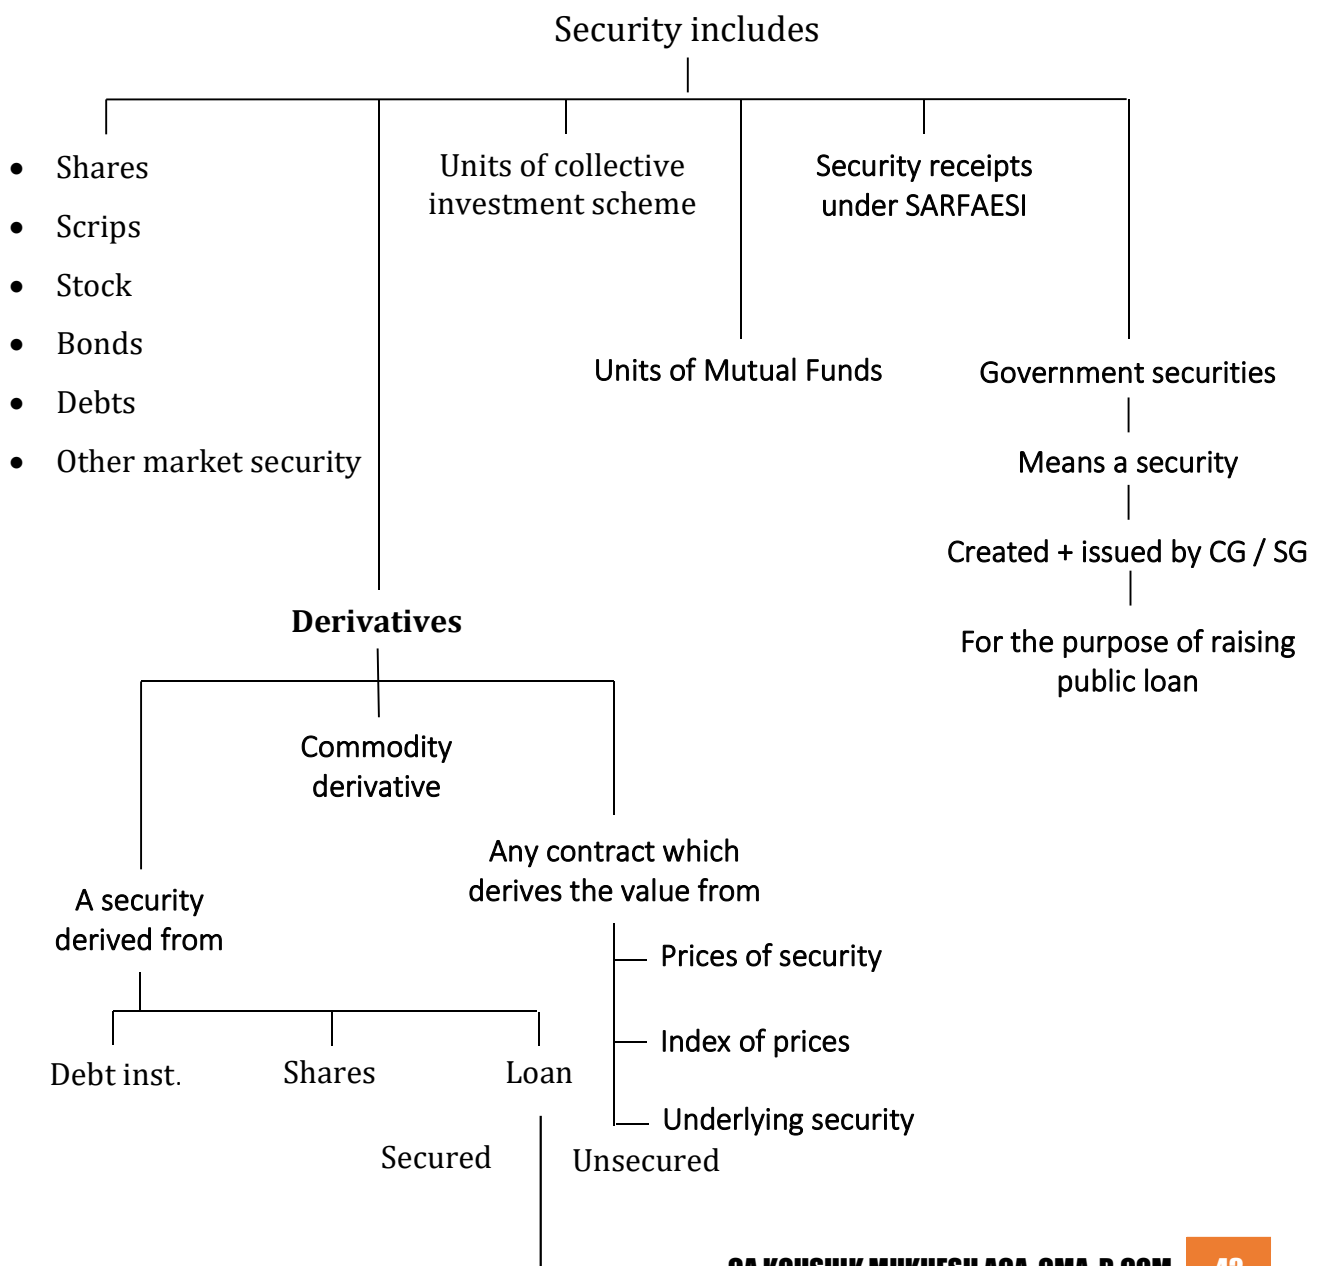 Security includes
• Shares
• Scrips
• Stock
• Bonds
• Debts
• Other market security
Units of collective
investment scheme
Security receipts
under SARFAESI
Units of Mutual Funds
Government securities
Means a security
Created + issued by CG / SG
For the purpose of raising
public loan
Derivatives
Commodity
derivative
A security
derived from
Any contract which
derives the value from
Prices of security
Index of prices
Underlying security
Debt inst.
Shares
Loan
Secured
Unsecured